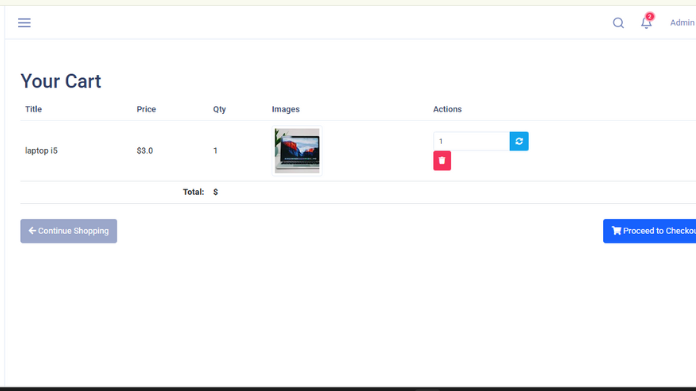 2
Admin
Your Cart
Title Price Qty Images Actions
laptop i5 $3.0 1 1
Total: $
Continue Shopping Proceed to Checkou